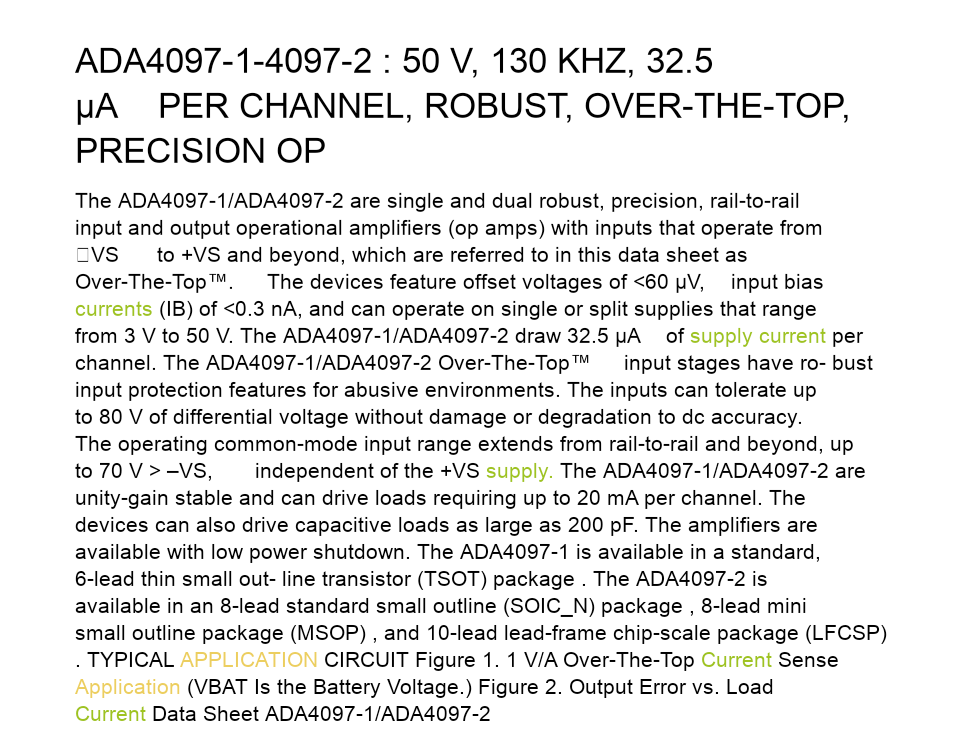 ADA4097-1-4097-2 : 50 V, 130 KHZ, 32.5
μA PER CHANNEL, ROBUST, OVER-THE-TOP,
PRECISION OP
The ADA4097-1/ADA4097-2 are single and dual robust, precision, rail-to-rail
input and output operational amplifiers (op amps) with inputs that operate from
□VS to +VS and beyond, which are referred to in this data sheet as
Over-The-Top™. The devices feature offset voltages of <60 μV, input bias
currents (IB) of <0.3 nA, and can operate on single or split supplies that range
from 3 V to 50 V. The ADA4097-1/ADA4097-2 draw 32.5 μA of supply current per
channel. The ADA4097-1/ADA4097-2 Over-The-Top™ input stages have ro- bust
input protection features for abusive environments. The inputs can tolerate up
to 80 V of differential voltage without damage or degradation to dc accuracy.
The operating common-mode input range extends from rail-to-rail and beyond, up
to 70 V > –VS, independent of the +VS supply. The ADA4097-1/ADA4097-2 are
unity-gain stable and can drive loads requiring up to 20 mA per channel. The
devices can also drive capacitive loads as large as 200 pF. The amplifiers are
available with low power shutdown. The ADA4097-1 is available in a standard,
6-lead thin small out- line transistor (TSOT) package . The ADA4097-2 is
available in an 8-lead standard small outline (SOIC_N) package , 8-lead mini
small outline package (MSOP) , and 10-lead lead-frame chip-scale package (LFCSP)
. TYPICAL APPLICATION CIRCUIT Figure 1. 1 V/A Over-The-Top Current Sense
Application (VBAT Is the Battery Voltage.) Figure 2. Output Error vs. Load
Current Data Sheet ADA4097-1/ADA4097-2